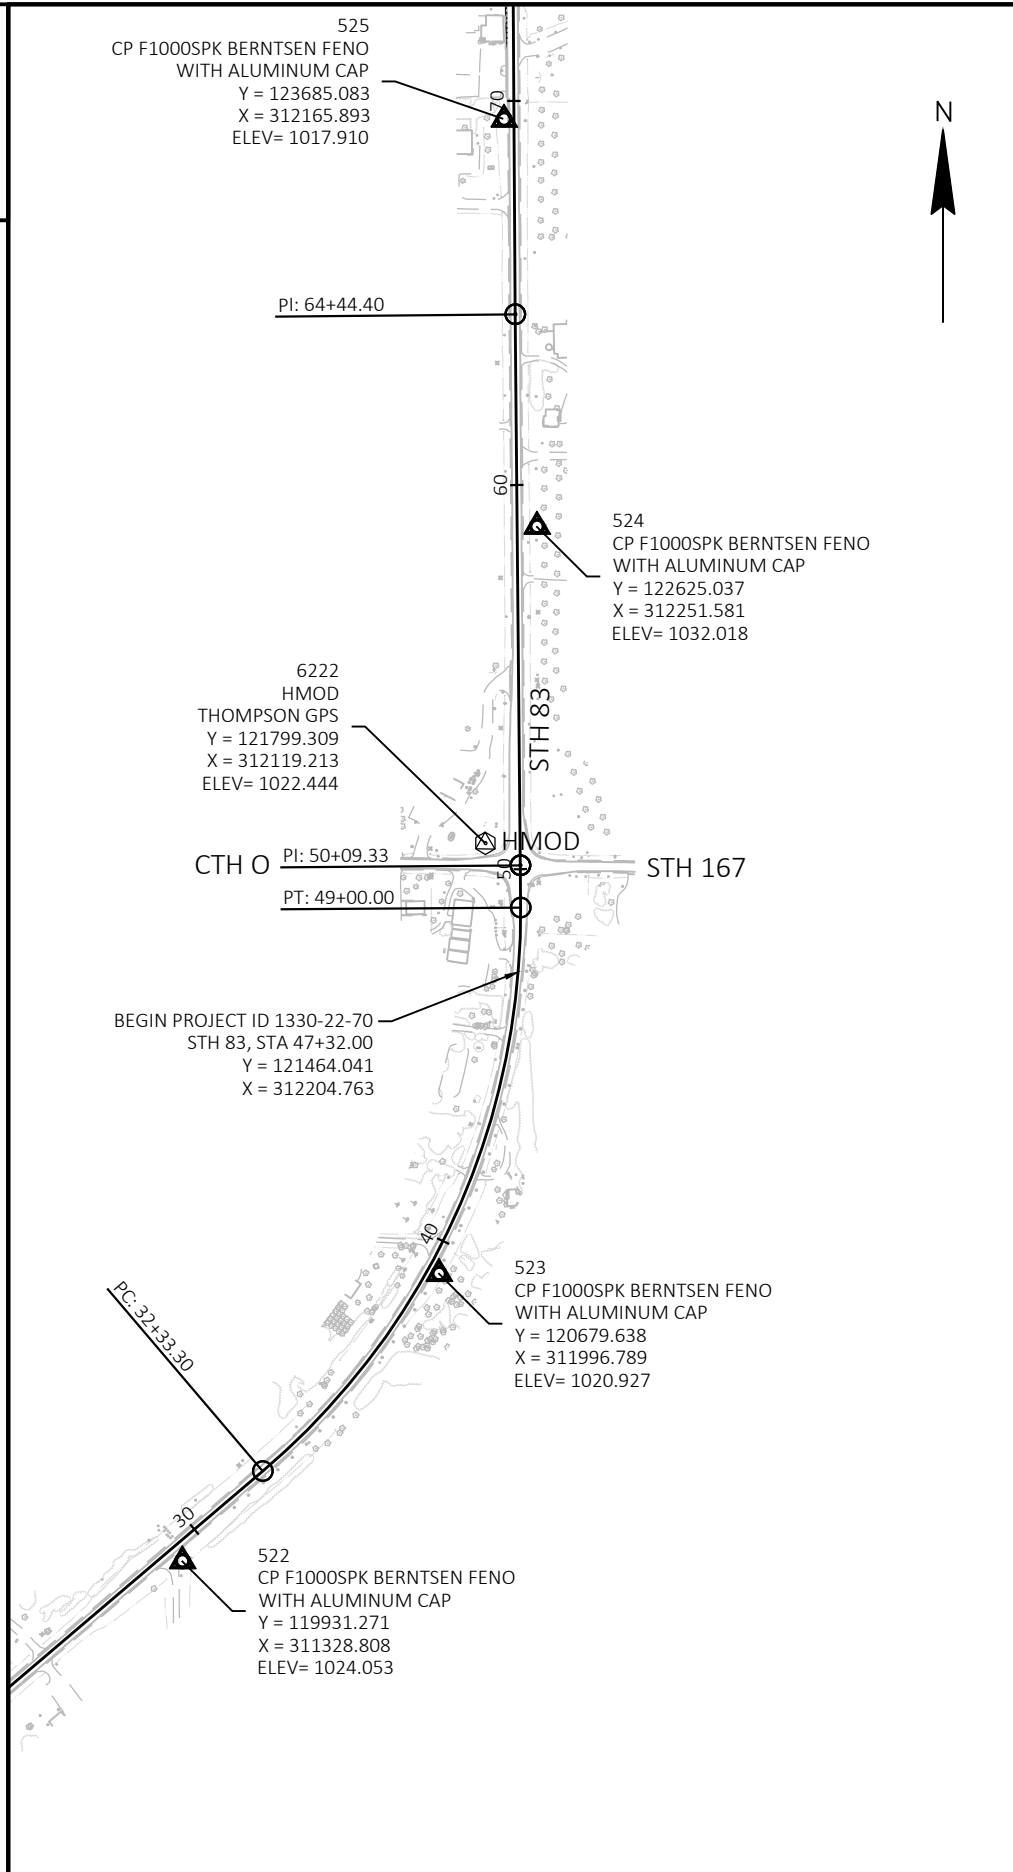 525
CP F1000SPK BERNTSEN FENO
WITH ALUMINUM CAP
Y = 123685.083
X = 312165.893
ELEV= 1017.910
70
N
PI: 64+44.40
60
524
CP F1000SPK BERNTSEN FENO
WITH ALUMINUM CAP
Y = 122625.037
X = 312251.581
ELEV= 1032.018
6222
HMOD
THOMPSON GPS
Y = 121799.309
X = 312119.213
ELEV= 1022.444
STH 83
HMOD
CTH O
PI: 50+09.33
50
STH 167
PT: 49+00.00
BEGIN PROJECT ID 1330-22-70
STH 83, STA 47+32.00
Y = 121464.041
X = 312204.763
40
523
CP F1000SPK BERNTSEN FENO
WITH ALUMINUM CAP
Y = 120679.638
X = 311996.789
ELEV= 1020.927
PC: 32+33.30
30
522
CP F1000SPK BERNTSEN FENO
WITH ALUMINUM CAP
Y = 119931.271
X = 311328.808
ELEV= 1024.053